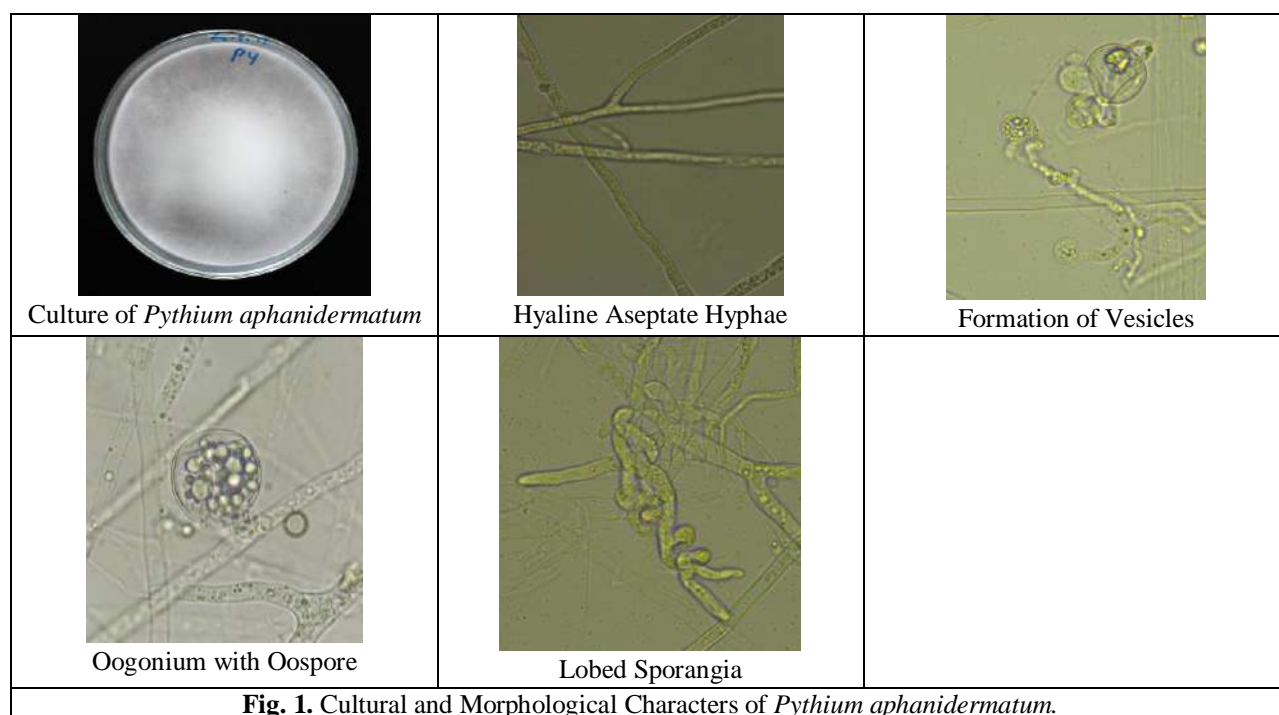 PY
Culture of Pythium aphanidermatum
Hyaline Aseptate Hyphae
Formation of Vesicles
Oogonium with Oospore
Lobed Sporangia
Fig. 1. Cultural and Morphological Characters of Pythium aphanidermatum.